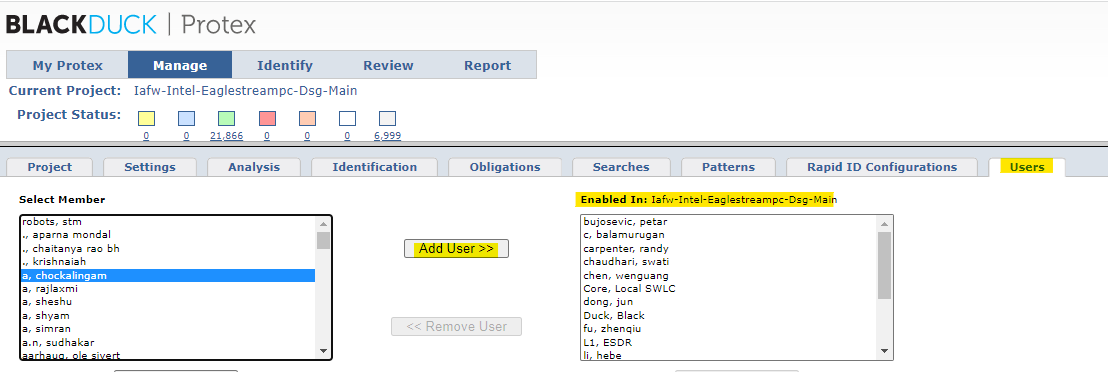 BLACKDUCK | Protex
My Protex Manage Identify Review Report
Current Project: Iafw-Intel-Eaglestreampc-Dsg-Main
Project Status:
0 0 21,866 0 0 0 6,999
Project Settings Analysis Identification Obligations Searches Patterns Rapid ID Configurations Users
Select Member
robots, stm
., aparna mondal
., chaitanya rao bh
., krishnaiah
a, chockalingam
a, rajlaxmi
a, sheshu
a, shyam
a, simran
a.n, sudhakar
aarhaug, ole sivert
Add User >>
<< Remove User
Enabled In: Iafw-Intel-Eaglestreampc-Dsg-Main
bujosevic, petar
c, balamurugan
carpenter, randy
chaudhari, swati
chen, wenguang
Core, Local SWLC
dong, jun
Duck, Black
fu, zhenqiu
L1, ESDR
li, hebe